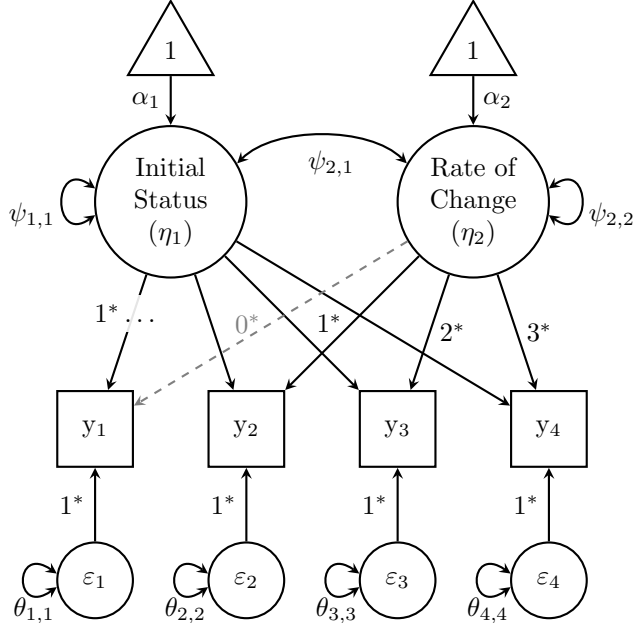 1
1
α₁
α₂
Initial
Status
(η₁)
Rate of
Change
(η₂)
ψ₂,₁
ψ₁,₁
ψ₂,₂
1* …
0*
1*
2*
3*
y₁
y₂
y₃
y₄
1*
1*
1*
1*
ε₁
ε₂
ε₃
ε₄
θ₁,₁
θ₂,₂
θ₃,₃
θ₄,₄